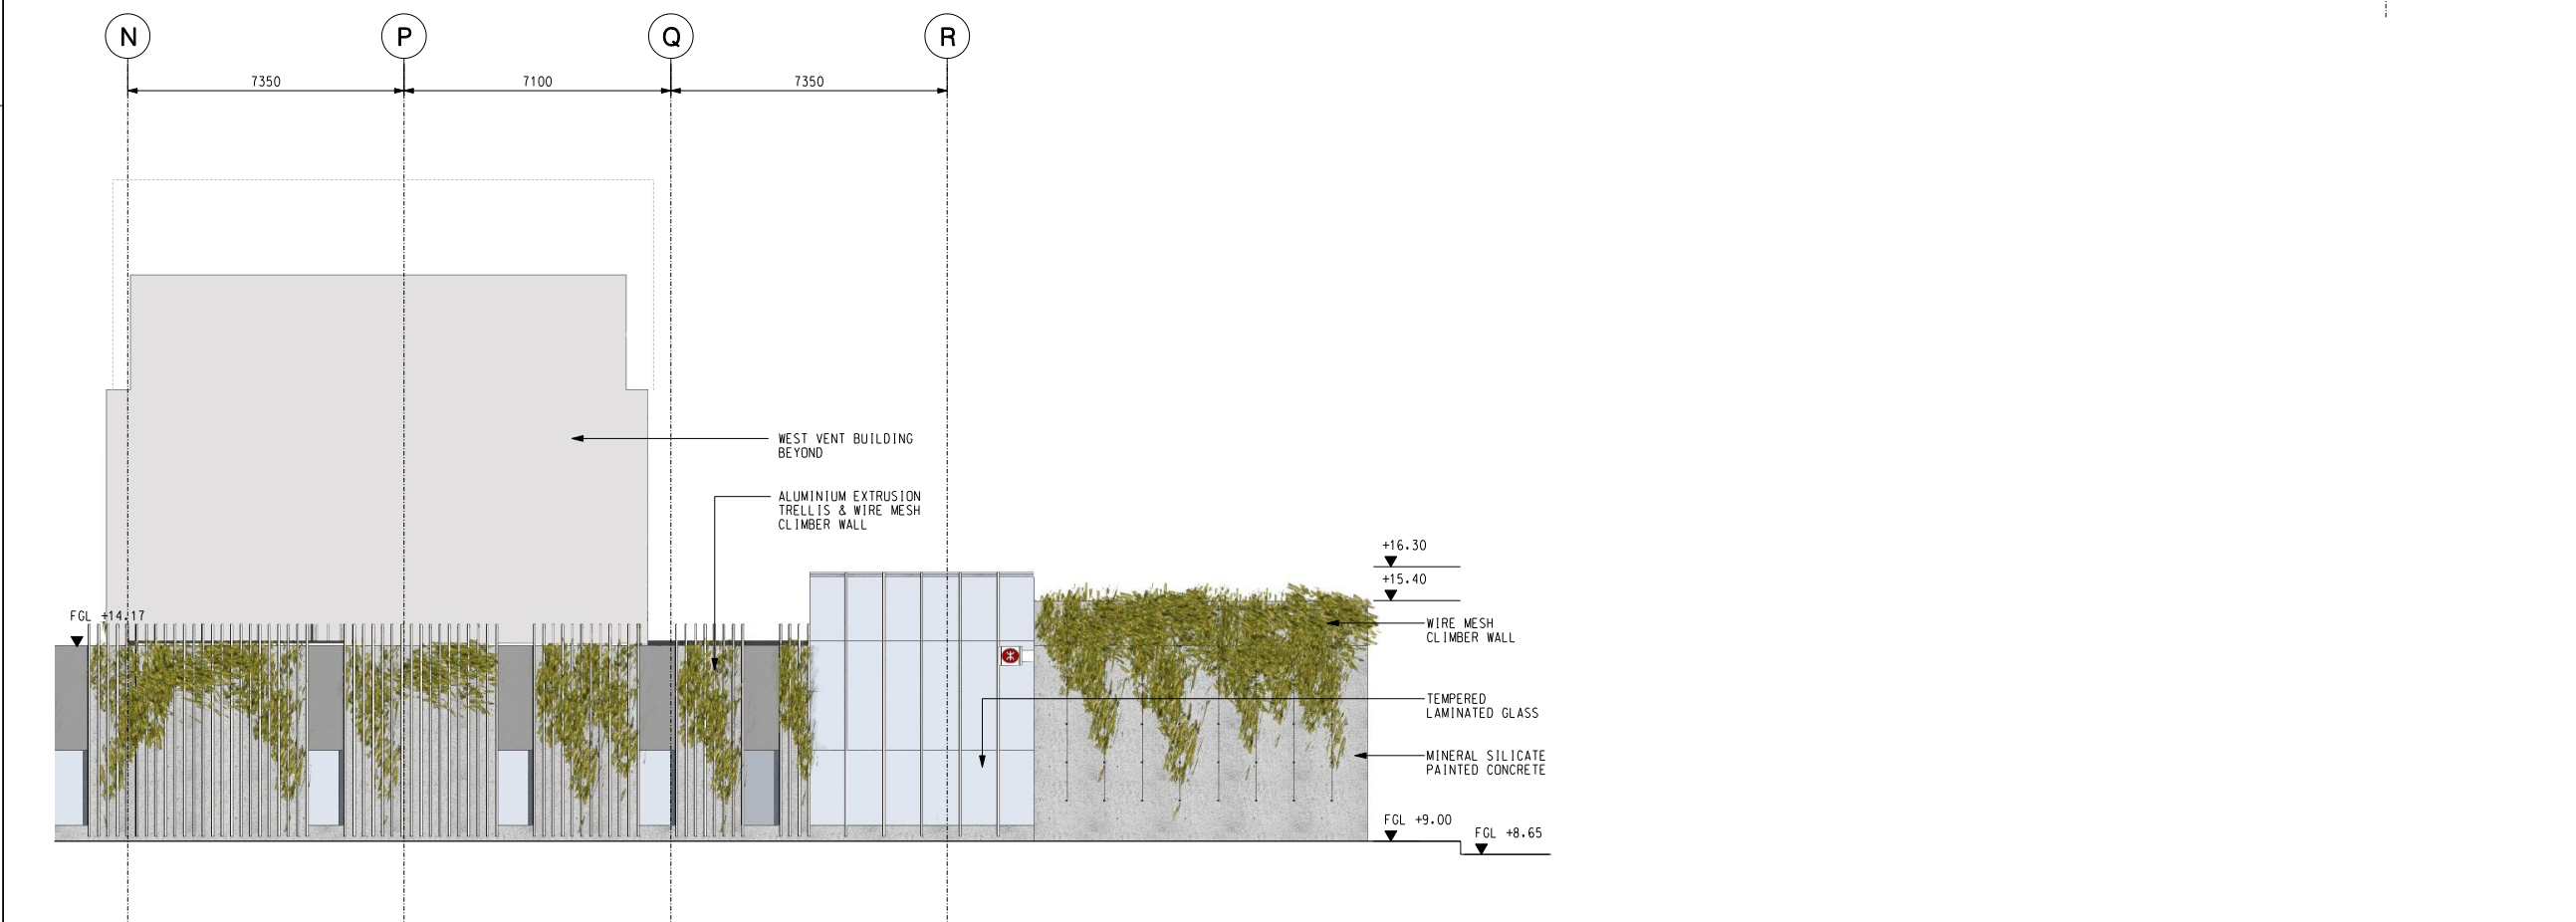 N P Q R
7350 7100 7350
WEST VENT BUILDING
BEYOND
ALUMINIUM EXTRUSION
TRELLIS & WIRE MESH
CLIMBER WALL
+16.30
+15.40
FGL +14.17
WIRE MESH
CLIMBER WALL
TEMPERED
LAMINATED GLASS
MINERAL SILICATE
PAINTED CONCRETE
FGL +9.00
FGL +8.65